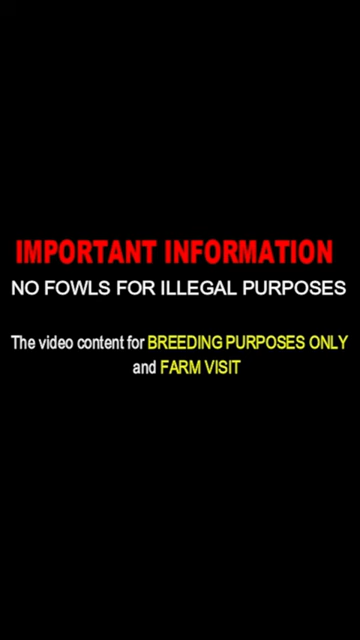 IMPORTANT INFORMATION
NO FOWLS FOR ILLEGAL PURPOSES
The video content for BREEDING PURPOSES ONLY
and FARM VISIT